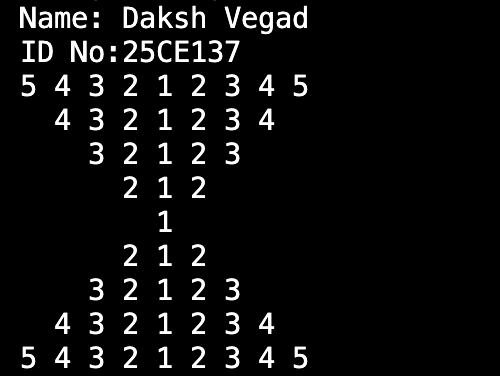 Name: Daksh Vegad
ID No:25CE137
5 4 3 2 1 2 3 4 5
  4 3 2 1 2 3 4
    3 2 1 2 3
      2 1 2
        1
      2 1 2
    3 2 1 2 3
  4 3 2 1 2 3 4
5 4 3 2 1 2 3 4 5